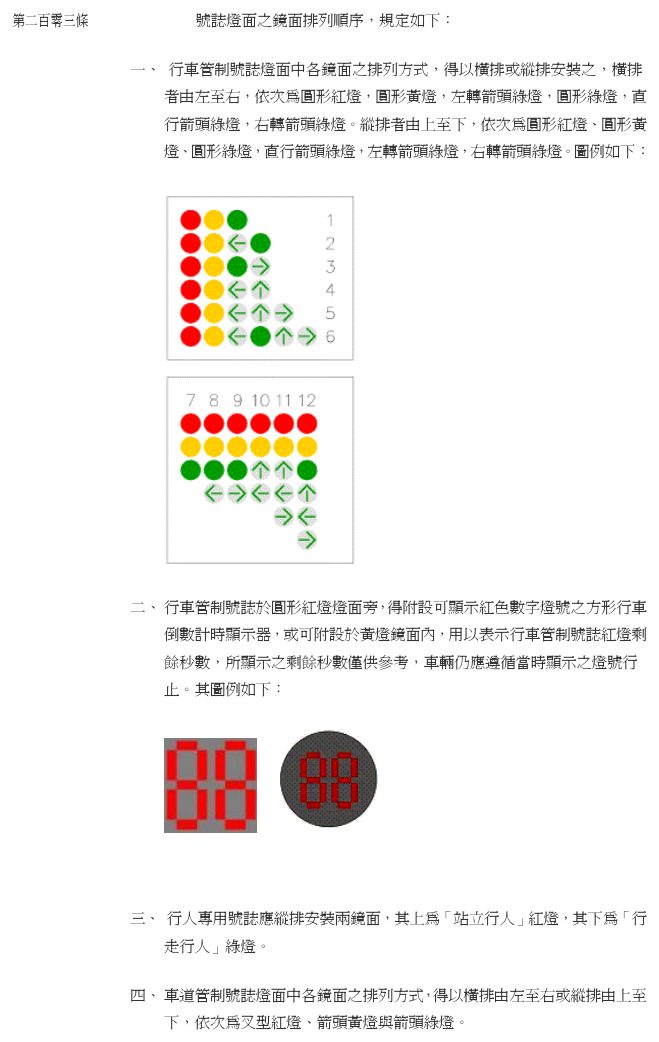 第二百零三條 號誌燈面之鏡面排列順序，規定如下：
一、 行車管制號誌燈面中各鏡面之排列方式，得以橫排或縱排安裝之，橫排
者由左至右，依次為圓形紅燈，圓形黃燈，左轉箭頭綠燈，圓形綠燈，直
行箭頭綠燈，右轉箭頭綠燈。縱排者由上至下，依次為圓形紅燈、圓形黃
燈、圓形綠燈，直行箭頭綠燈，左轉箭頭綠燈，右轉箭頭綠燈。圖例如下：
1
2
3
4
5
6
7 8 9 10 11 12
二、 行車管制號誌於圓形紅燈燈面旁，得附設可顯示紅色數字燈號之方形行車
倒數計時顯示器，或可附設於黃燈鏡面內，用以表示行車管制號誌紅燈剩
餘秒數，所顯示之剩餘秒數僅供參考，車輛仍應遵循當時顯示之燈號行
止。其圖例如下：
88 88
三、 行人專用號誌應縱排安裝兩鏡面，其上為「站立行人」紅燈，其下為「行
走行人」綠燈。
四、 車道管制號誌燈面中各鏡面之排列方式，得以橫排由左至右或縱排由上至
下，依次為叉型紅燈、箭頭黃燈與箭頭綠燈。